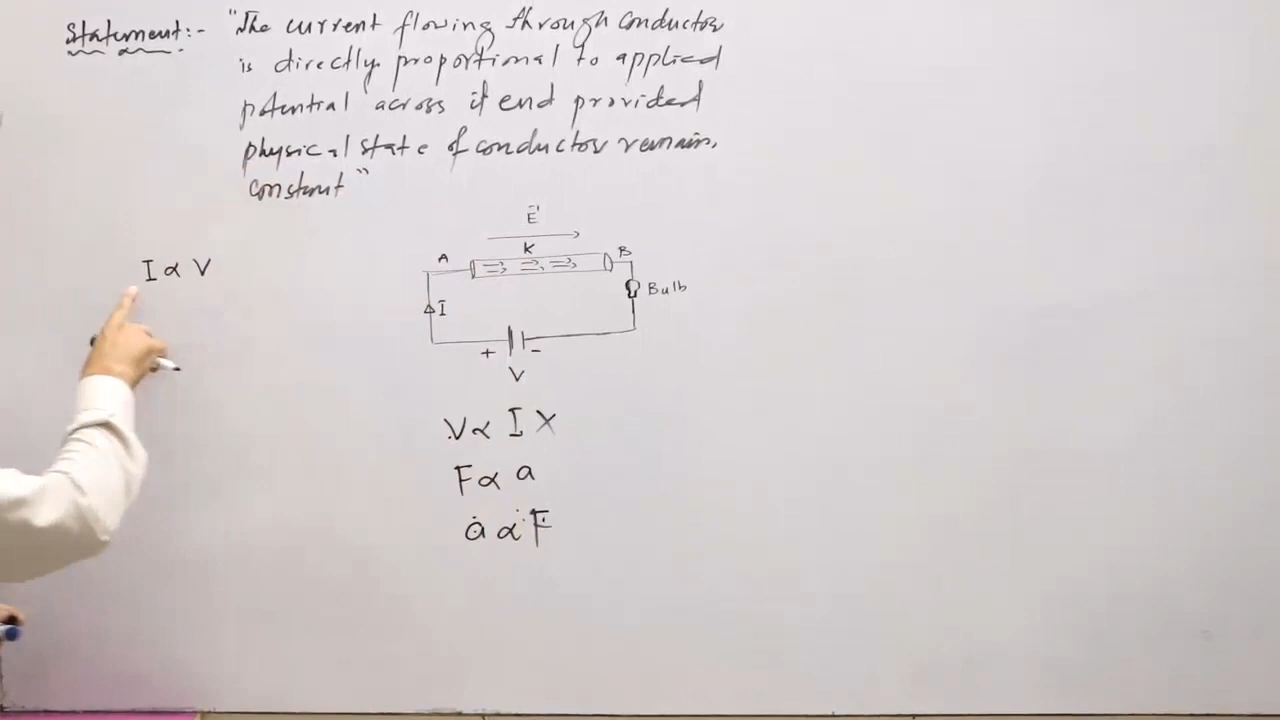 Statement:- "The current flowing through conductor
is directly proportional to applied
potential across it end provided
physical state of conductor remain,
constant"
E
K
A
B
I ∝ V
I
Bulb
+ -
V
V ∝ I X
F ∝ a
a ∝ F